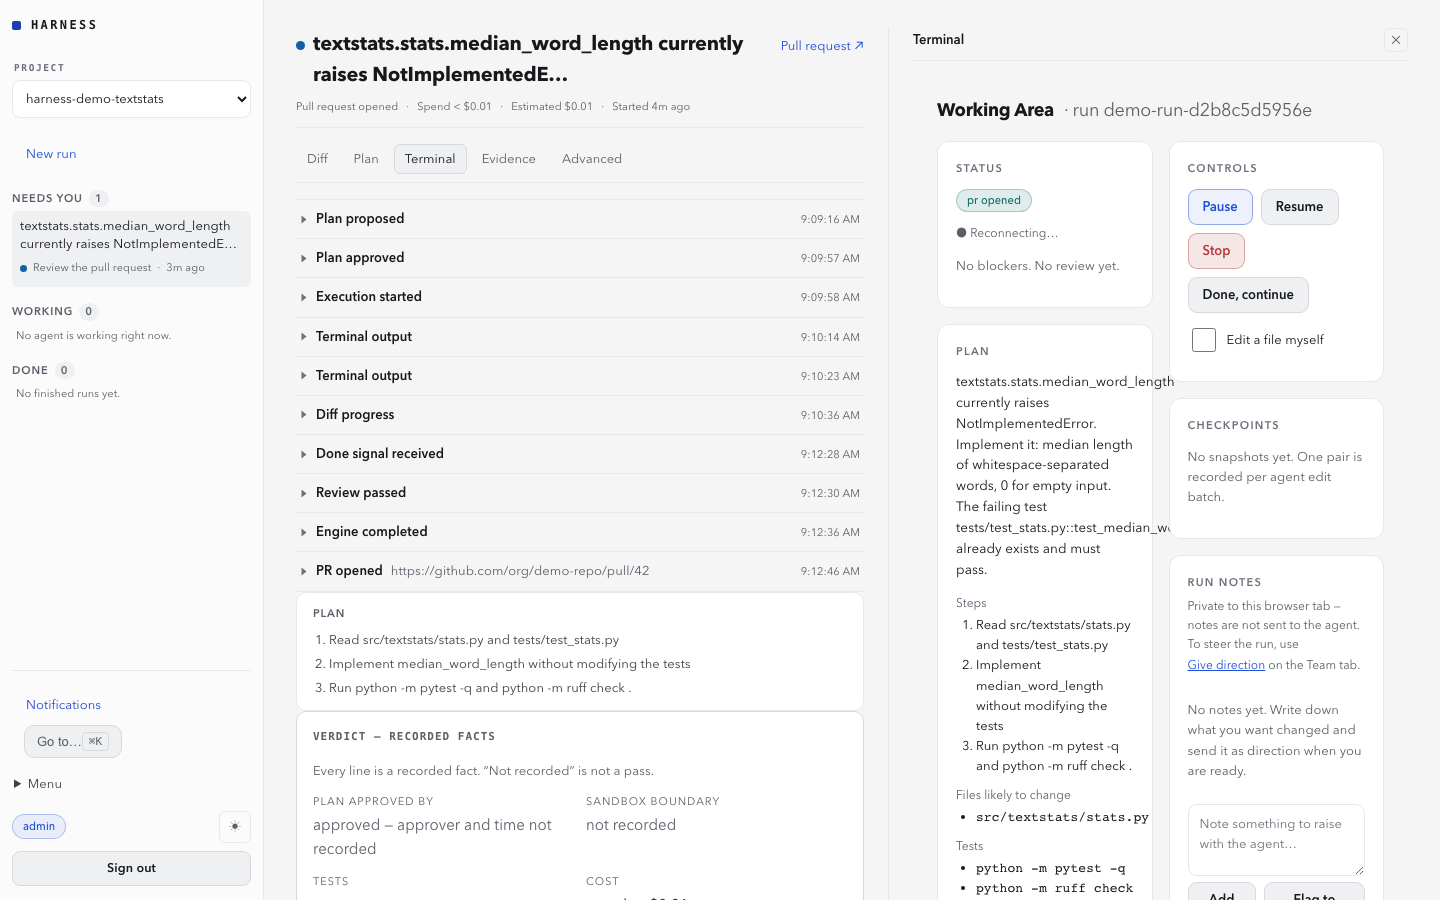 HARNESS
PROJECT
harness-demo-textstats
New run
NEEDS YOU 1
textstats.stats.median_word_length
currently raises NotImplementedE…
Review the pull request · 3m ago
WORKING 0
No agent is working right now.
DONE 0
No finished runs yet.
Notifications
Go to… ⌘K
Menu
admin
Sign out
textstats.stats.median_word_length currently
raises NotImplementedE…
Pull request ↗
Pull request opened · Spend < $0.01 · Estimated $0.01 · Started 4m ago
Diff Plan Terminal Evidence Advanced
Plan proposed 9:09:16 AM
Plan approved 9:09:57 AM
Execution started 9:09:58 AM
Terminal output 9:10:14 AM
Terminal output 9:10:23 AM
Diff progress 9:10:36 AM
Done signal received 9:12:28 AM
Review passed 9:12:30 AM
Engine completed 9:12:36 AM
PR opened https://github.com/org/demo-repo/pull/42 9:12:46 AM
PLAN
1. Read src/textstats/stats.py and tests/test_stats.py
2. Implement median_word_length without modifying the tests
3. Run python -m pytest -q and python -m ruff check .
VERDICT — RECORDED FACTS
Every line is a recorded fact. “Not recorded” is not a pass.
PLAN APPROVED BY
approved — approver and time not
recorded
SANDBOX BOUNDARY
not recorded
TESTS
COST
Terminal
Working Area · run demo-run-d2b8c5d5956e
STATUS
pr opened
Reconnecting…
No blockers. No review yet.
PLAN
textstats.stats.median_word_length
currently raises
NotImplementedError.
Implement it: median length
of whitespace-separated
words, 0 for empty input.
The failing test
tests/test_stats.py::test_median_w
already exists and must
pass.
Steps
1. Read src/textstats/stats.py
and tests/test_stats.py
2. Implement
median_word_length
without modifying the
tests
3. Run python -m pytest -q
and python -m ruff check .
Files likely to change
• src/textstats/stats.py
Tests
• python -m pytest -q
• python -m ruff check
CONTROLS
Pause Resume
Stop
Done, continue
Edit a file myself
CHECKPOINTS
No snapshots yet. One pair is
recorded per agent edit
batch.
RUN NOTES
Private to this browser tab —
notes are not sent to the agent.
To steer the run, use
Give direction on the Team tab.
No notes yet. Write down
what you want changed and
send it as direction when you
are ready.
Note something to raise
with the agent…
Add Flag to